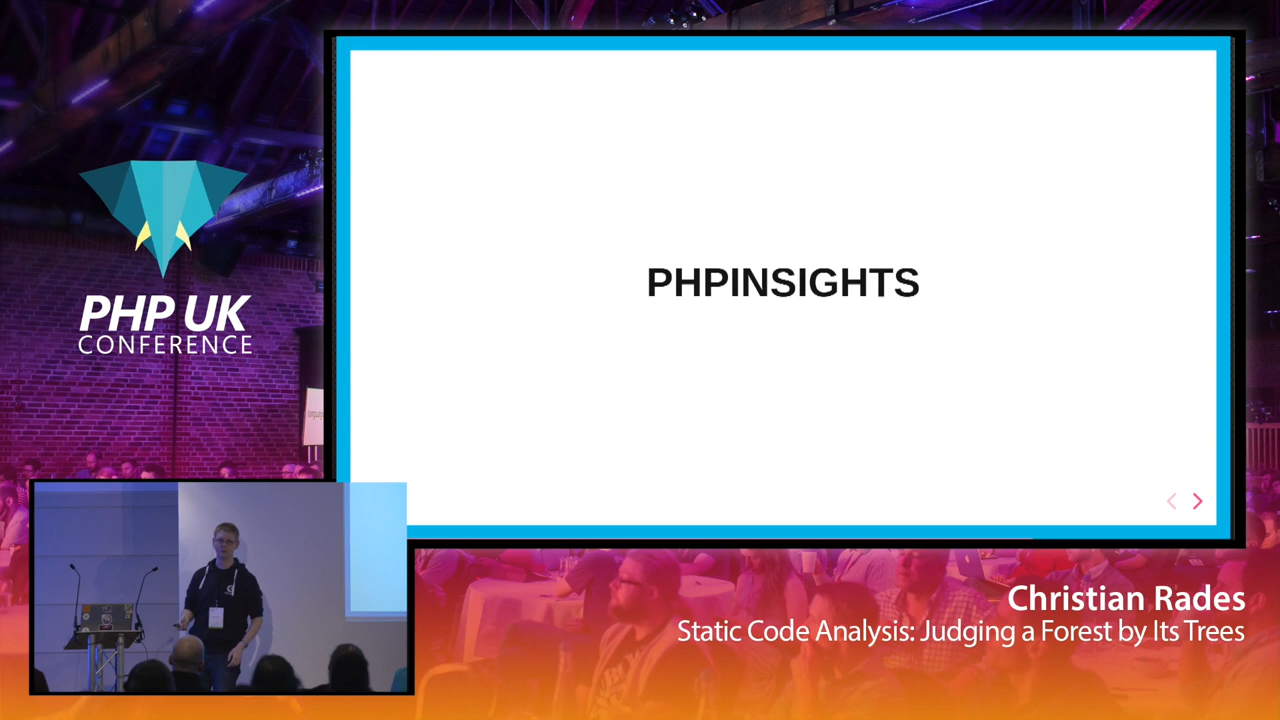 PHPINSIGHTS
PHP UK
CONFERENCE
Christian Rades
Static Code Analysis: Judging a Forest by Its Trees